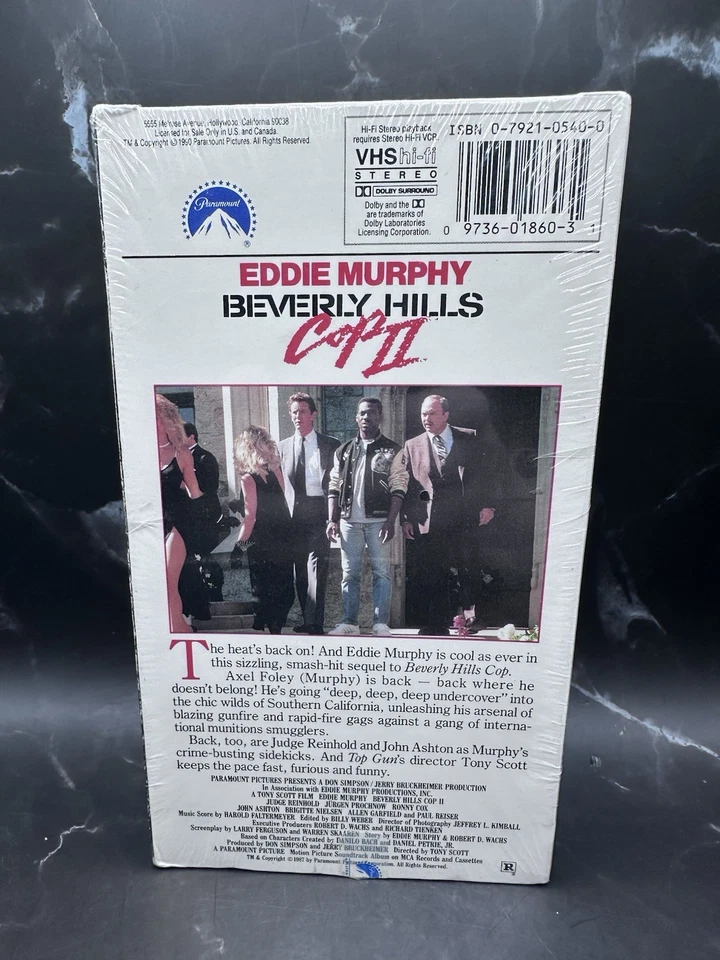 5555 Melrose Avenue, Hollywood, California 90038
Licensed for Sale Only in U.S. and Canada.
TM & Copyright © 1990 Paramount Pictures. All Rights Reserved.
Paramount
®
Hi-Fi Stereo playback
requires Stereo Hi-Fi VCR.
VHS hi-fi
STEREO
DOLBY SURROUND
Dolby and the
are trademarks of
Dolby Laboratories
Licensing Corporation.
ISBN 0-7921-0540-0
0 9736-01860-3 1
EDDIE MURPHY
BEVERLY HILLS
Cop II
The heat's back on! And Eddie Murphy is cool as ever in
this sizzling, smash-hit sequel to Beverly Hills Cop.
Axel Foley (Murphy) is back — back where he
doesn't belong! He's going "deep, deep, deep undercover" into
the chic wilds of Southern California, unleashing his arsenal of
blazing gunfire and rapid-fire gags against a gang of interna-
tional munitions smugglers.
Back, too, are Judge Reinhold and John Ashton as Murphy's
crime-busting sidekicks. And Top Gun's director Tony Scott
keeps the pace fast, furious and funny.
PARAMOUNT PICTURES PRESENTS A DON SIMPSON / JERRY BRUCKHEIMER PRODUCTION
In Association with EDDIE MURPHY PRODUCTIONS, INC.
A TONY SCOTT FILM EDDIE MURPHY BEVERLY HILLS COP II
JUDGE REINHOLD JÜRGEN PROCHNOW RONNY COX
JOHN ASHTON BRIGITTE NIELSEN ALLEN GARFIELD and PAUL REISER
Music Score by HAROLD FALTERMEYER Edited by BILLY WEBER Director of Photography JEFFREY L. KIMBALL
Executive Producers ROBERT D. WACHS and RICHARD TIENKEN
Screenplay by LARRY FERGUSON and WARREN SKAAREN Story by EDDIE MURPHY & ROBERT D. WACHS
Based on Characters Created by DANILO BACH and DANIEL PETRIE, JR.
Produced by DON SIMPSON and JERRY BRUCKHEIMER Directed by TONY SCOTT
A PARAMOUNT PICTURE Motion Picture Soundtrack Album on MCA Records and Cassettes
TM & Copyright © 1987 by Paramount Pictures Corporation. All Rights Reserved.
R